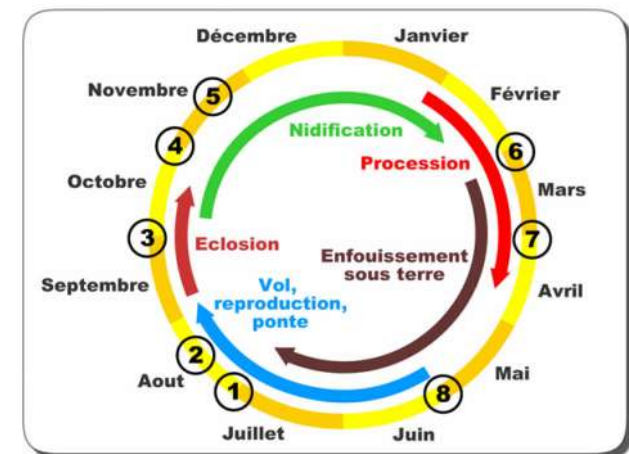 Décembre
Janvier
Novembre
5
Février
Nidification
4
6
Procession
Octobre
Mars
3
Eclosion
7
Enfouissement
sous terre
Septembre
Vol,
reproduction,
ponte
Avril
2
Aout
1
8
Mai
Juillet
Juin